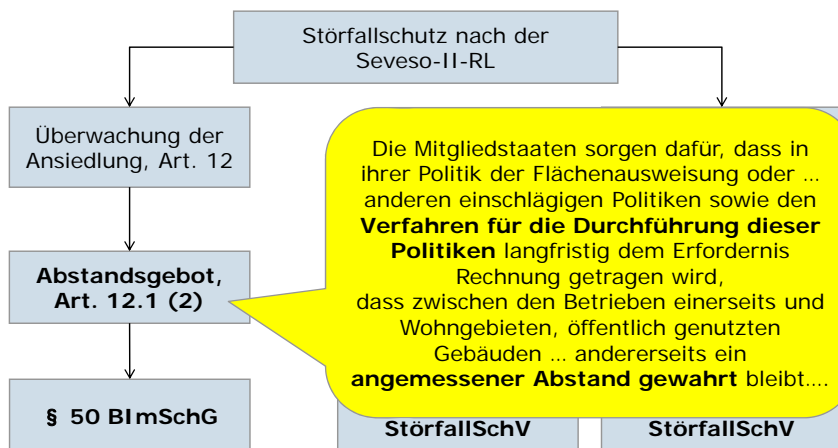 Störfallschutz nach der
Seveso-II-RL
Überwachung der
Ansiedlung, Art. 12
Die Mitgliedstaaten sorgen dafür, dass in
ihrer Politik der Flächenausweisung oder ...
anderen einschlägigen Politiken sowie den
Verfahren für die Durchführung dieser
Politiken langfristig dem Erfordernis
Rechnung getragen wird,
dass zwischen den Betrieben einerseits und
Wohngebieten, öffentlich genutzten
Gebäuden ... andererseits ein
angemessener Abstand gewahrt bleibt....
Abstandsgebot,
Art. 12.1 (2)
§ 50 BImSchG
StörfallSchV
StörfallSchV